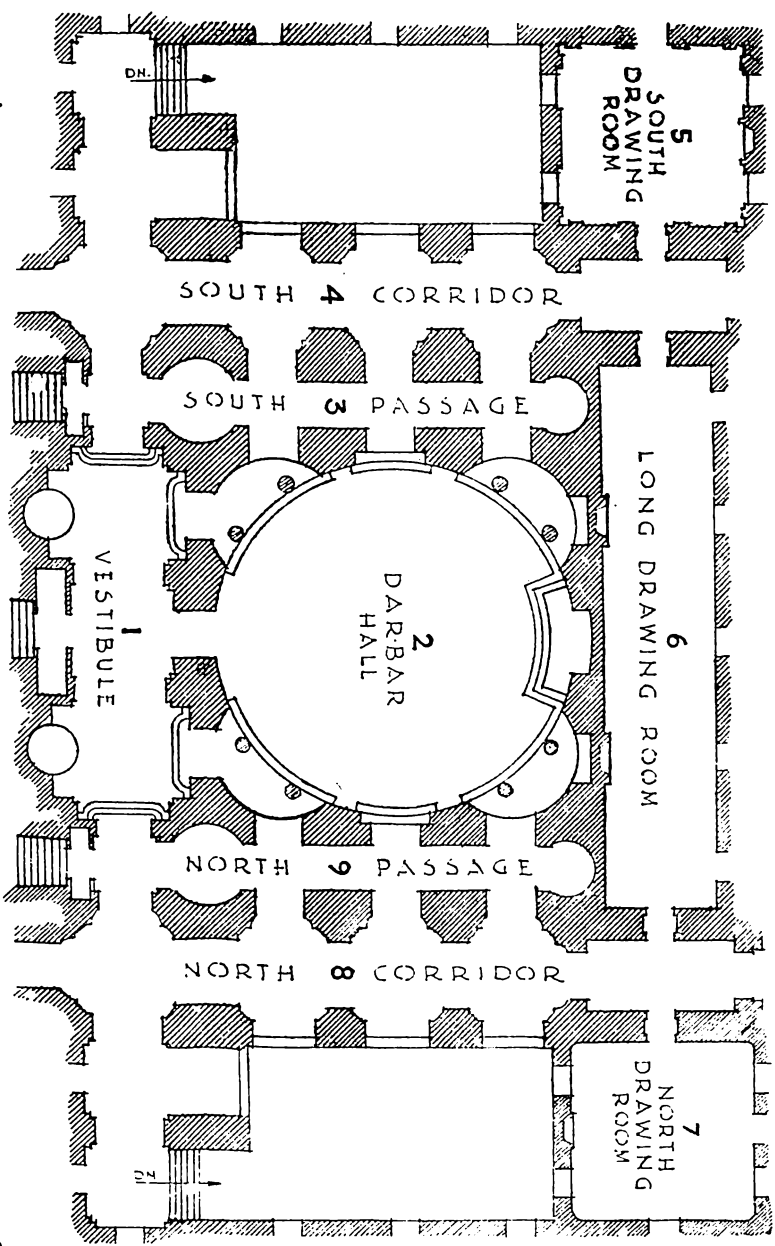 DN.
5
SOUTH
DRAWING
ROOM
SOUTH 4 CORRIDOR
SOUTH 3 PASSAGE
LONG DRAWING ROOM
6
VESTIBULE
1
DAR·BAR
HALL
2
NORTH 9 PASSAGE
NORTH 8 CORRIDOR
7
NORTH
DRAWING
ROOM
DN